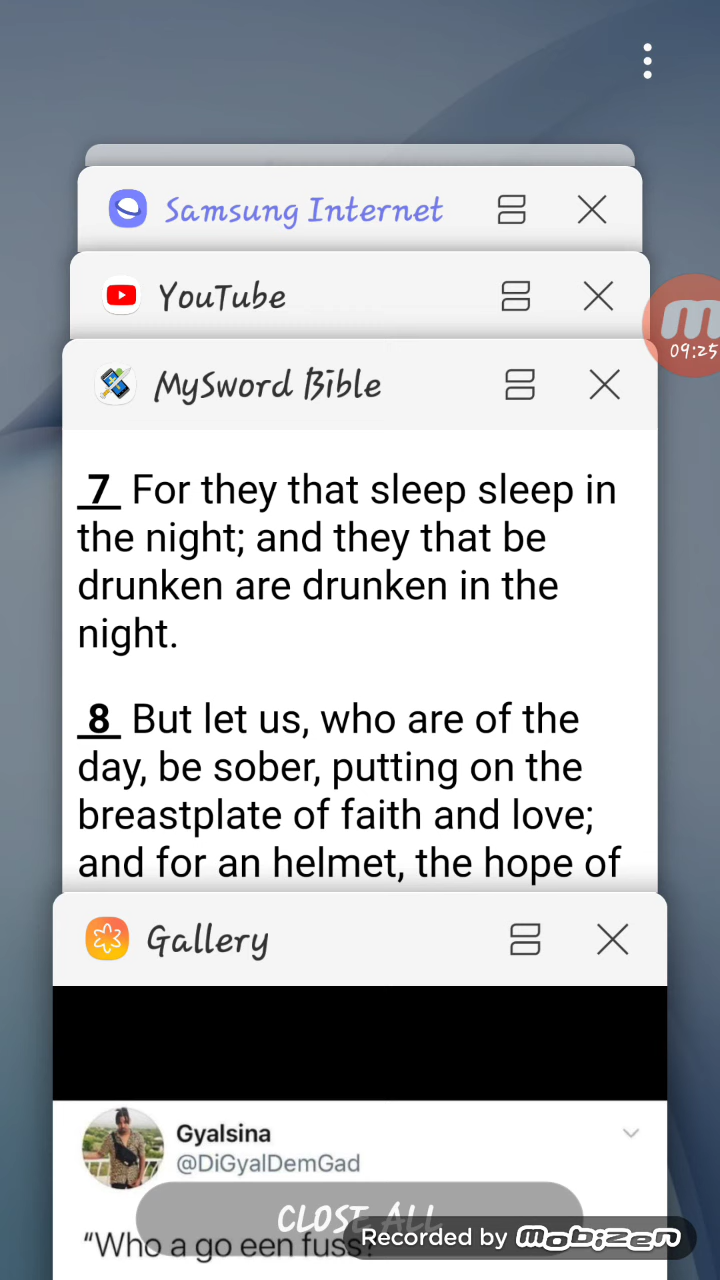 Samsung Internet
YouTube
09:25
MySword Bible
7 For they that sleep sleep in
the night; and they that be
drunken are drunken in the
night.
8 But let us, who are of the
day, be sober, putting on the
breastplate of faith and love;
and for an helmet, the hope of
Gallery
Gyalsina
@DiGyalDemGad
CLOSE ALL
“Who a go een fuss?
Recorded by mobizen